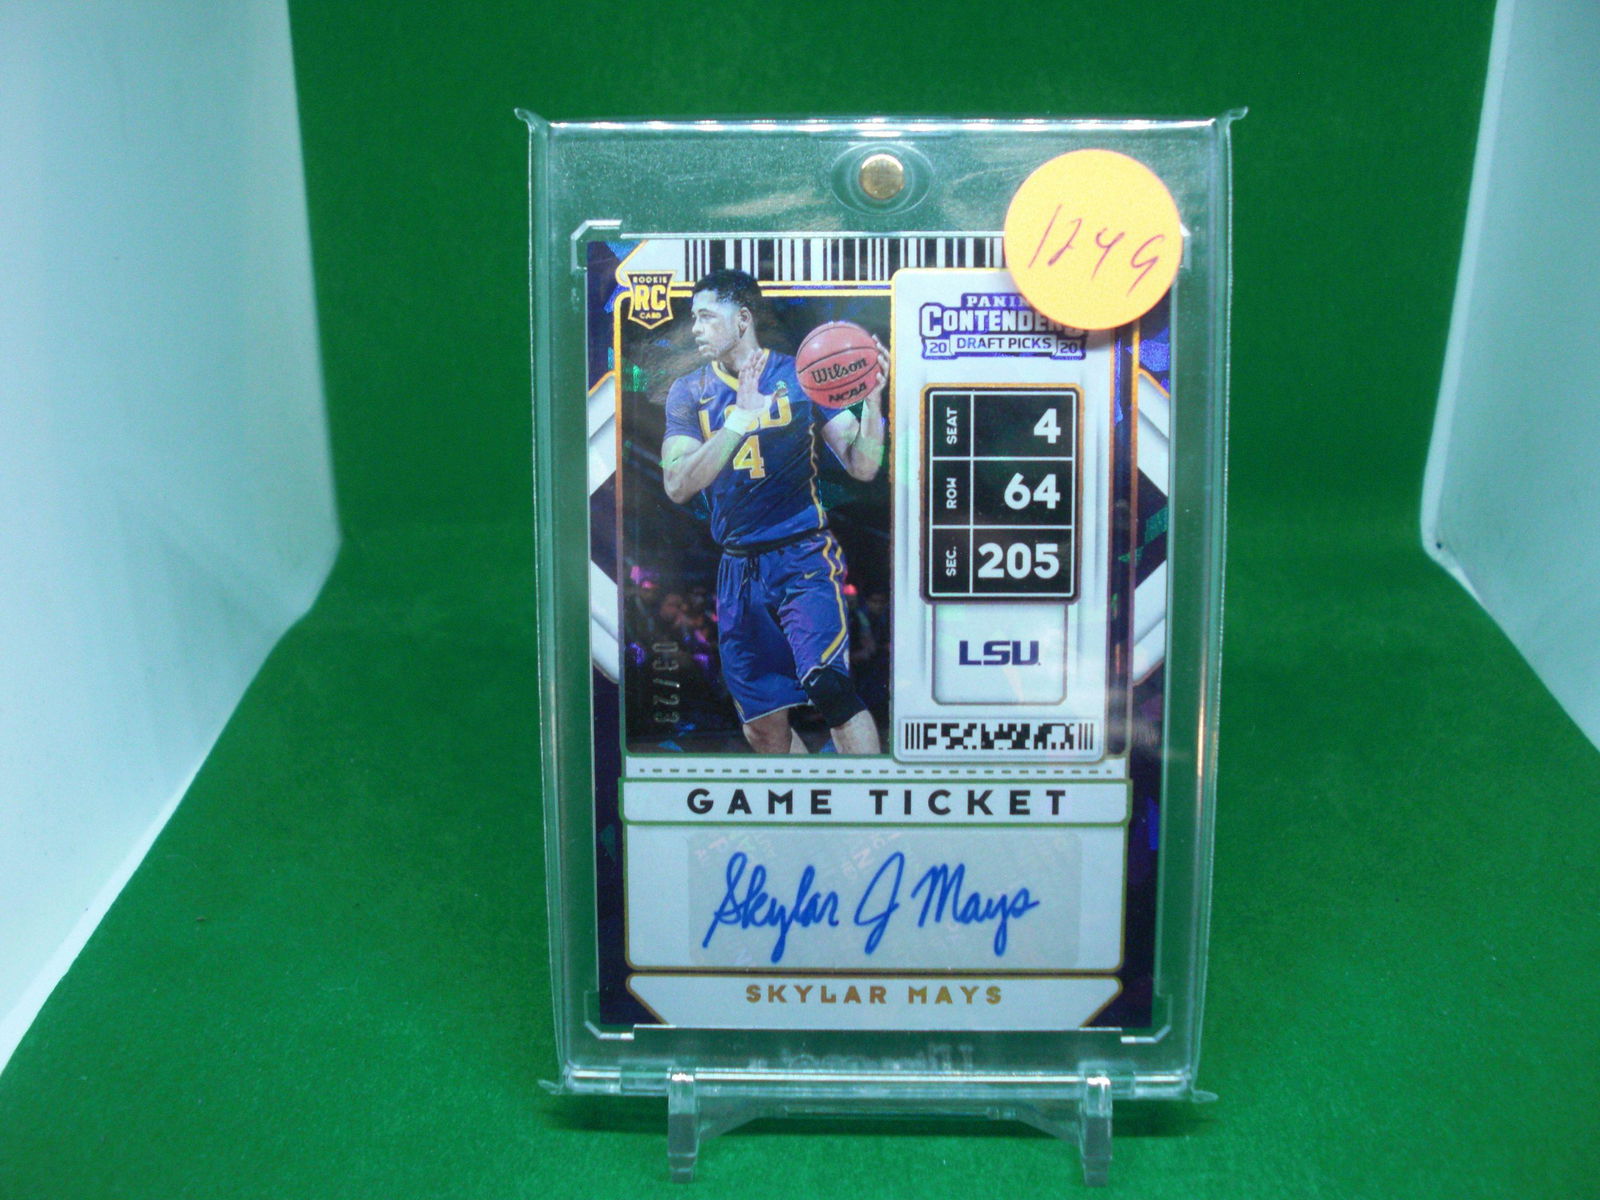 1249
ROOKIE
RC
CARD
PANINI
CONTENDERS
20 DRAFT PICKS 20
Wilson
NCAA
LSU
4
SEAT 4
ROW 64
SEC. 205
LSU
03/23
GAME TICKET
Skylar J Mays
SKYLAR MAYS